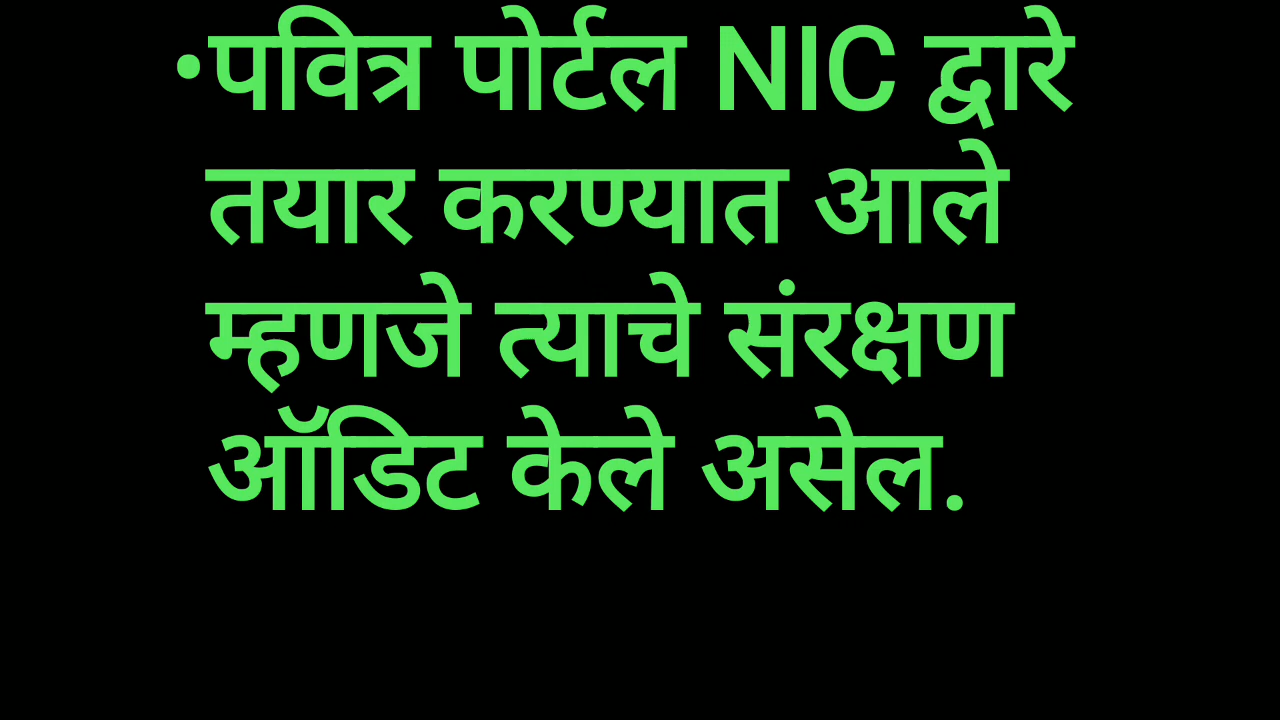 •पवित्र पोर्टल NIC द्वारे
तयार करण्यात आले
म्हणजे त्याचे संरक्षण
ऑडिट केले असेल.